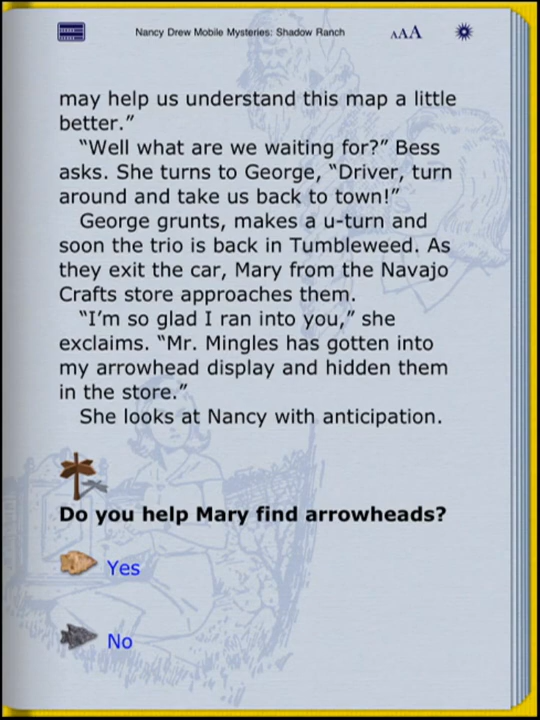 Nancy Drew Mobile Mysteries: Shadow Ranch
AAA
may help us understand this map a little
better.”
“Well what are we waiting for?” Bess
asks. She turns to George, “Driver, turn
around and take us back to town!”
George grunts, makes a u-turn and
soon the trio is back in Tumbleweed. As
they exit the car, Mary from the Navajo
Crafts store approaches them.
“I’m so glad I ran into you,” she
exclaims. “Mr. Mingles has gotten into
my arrowhead display and hidden them
in the store.”
She looks at Nancy with anticipation.
Do you help Mary find arrowheads?
Yes
No